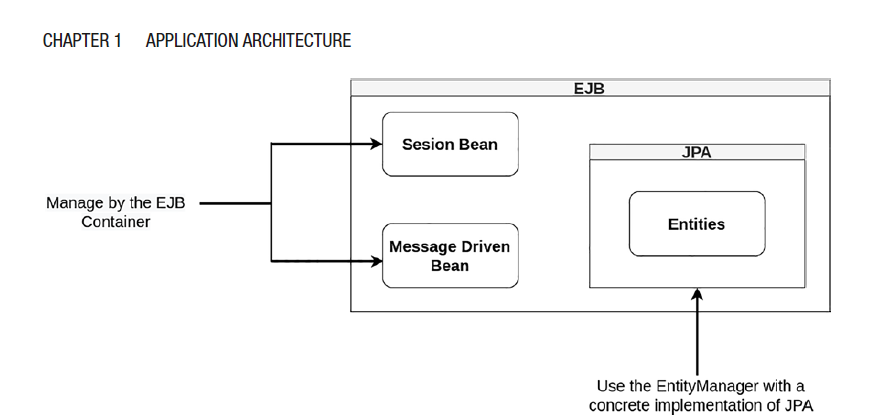 CHAPTER 1 APPLICATION ARCHITECTURE
EJB
Sesion Bean
JPA
Manage by the EJB
Container
Entities
Message Driven
Bean
Use the EntityManager with a
concrete implementation of JPA